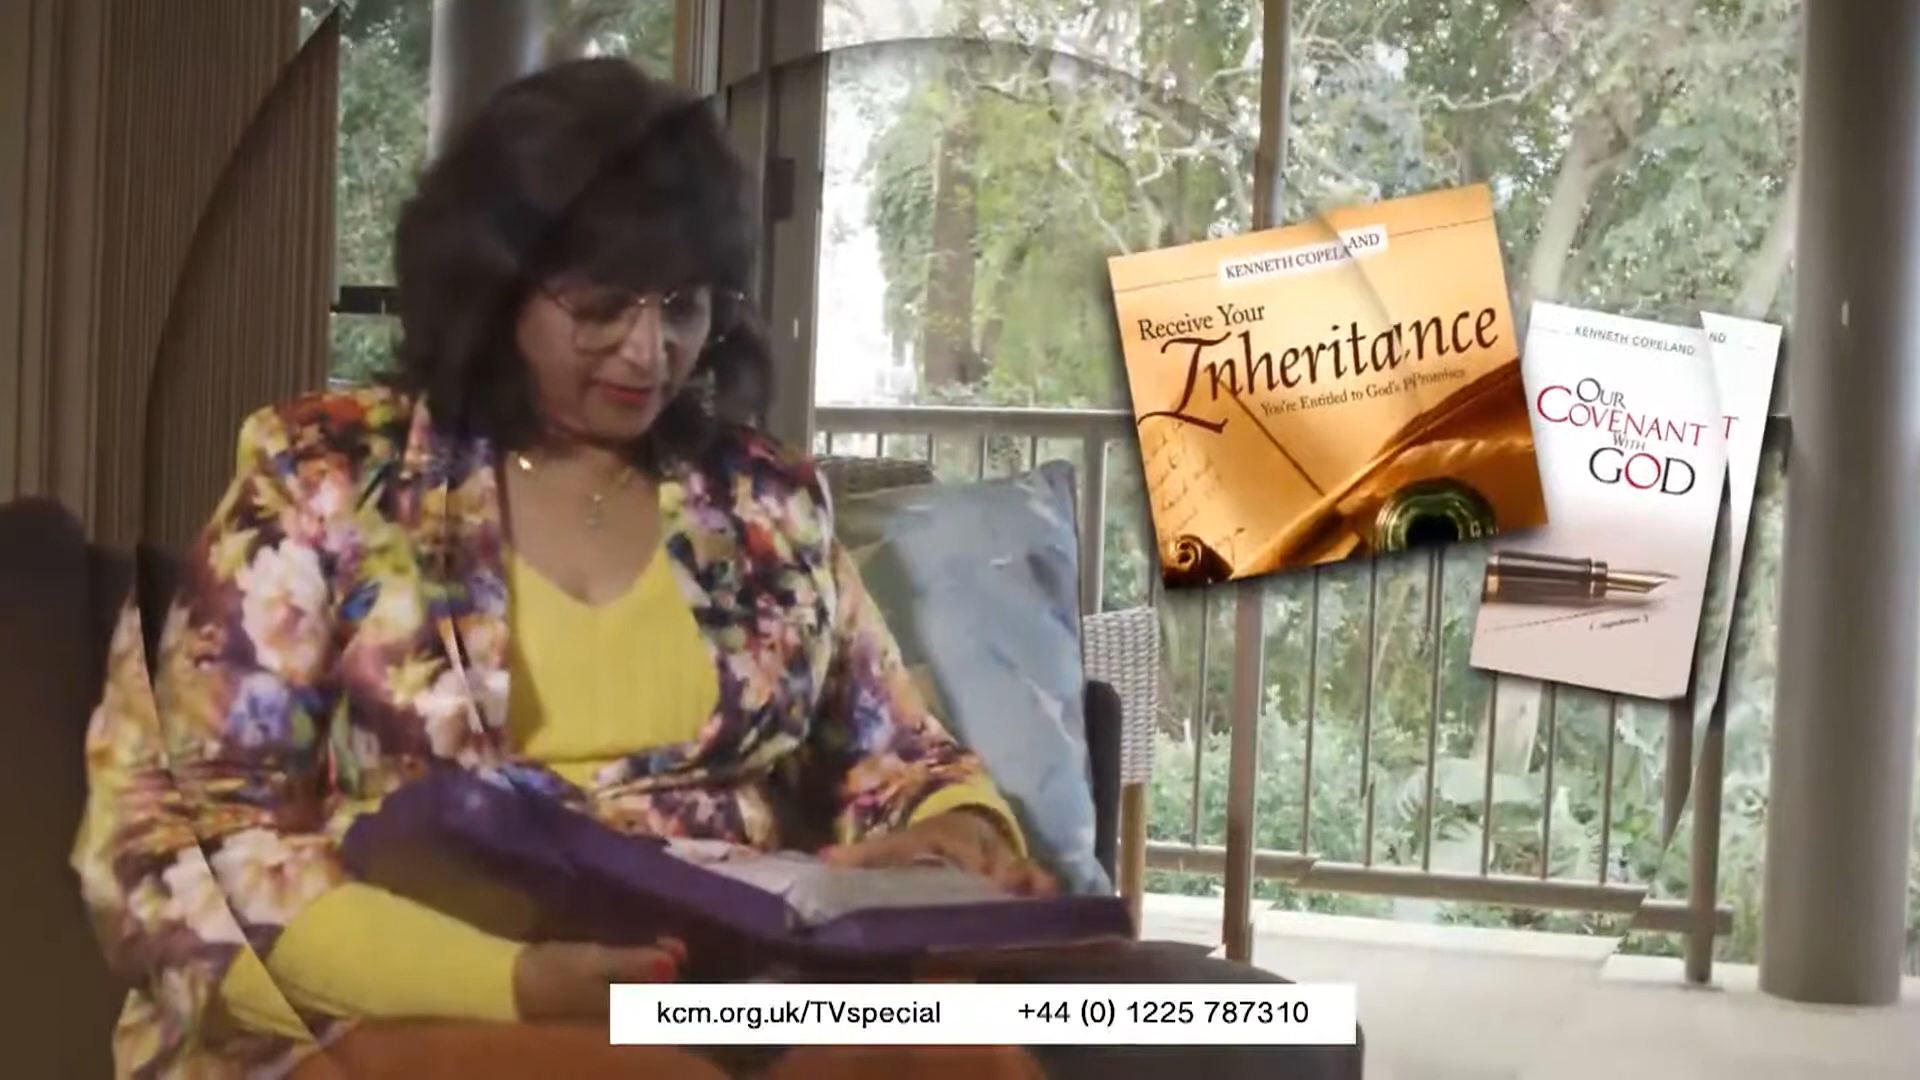 KENNETH COPELAND
Receive Your
Inheritance
You're Entitled to God's Promises
KENNETH COPELAND
OUR
COVENANT
WITH
GOD
kcm.org.uk/TVspecial +44 (0) 1225 787310